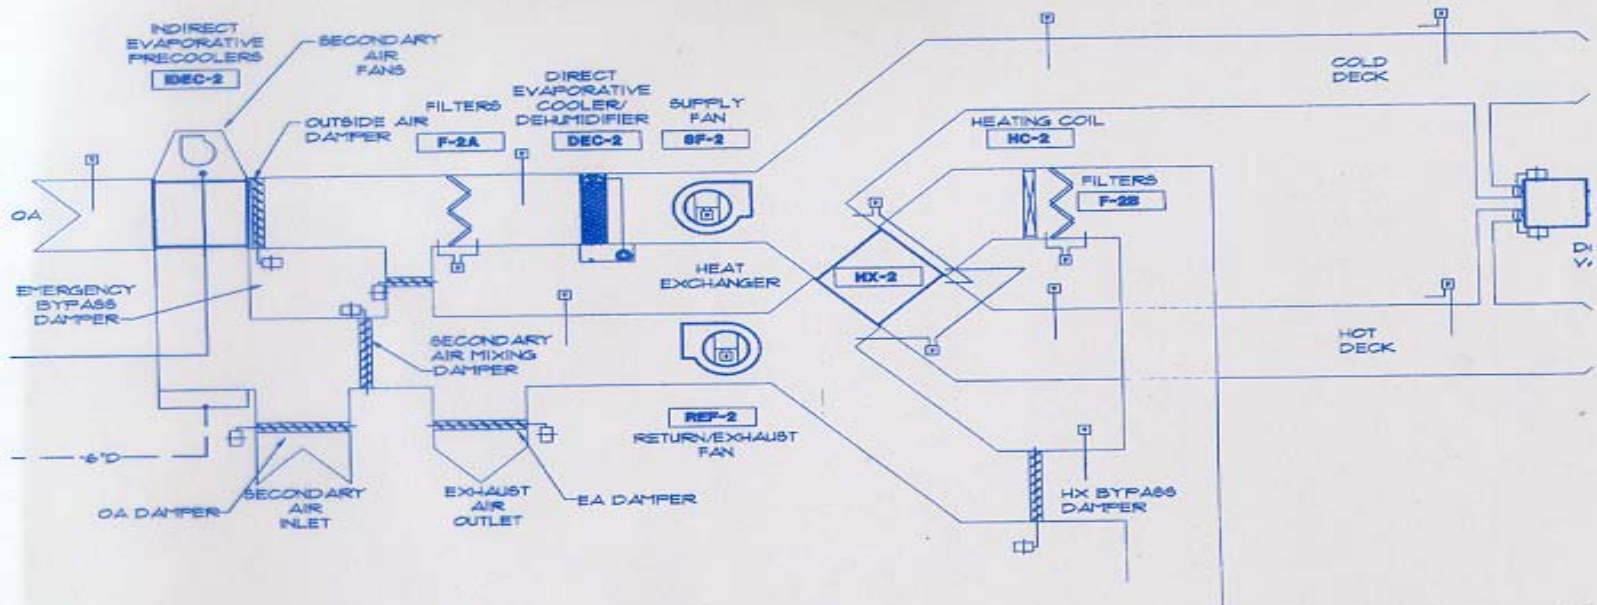 INDIRECT
EVAPORATIVE
PRECOOLERS
IDEC-2
SECONDARY
AIR
FANS
OUTSIDE AIR
DAMPER
FILTERS
F-2A
DIRECT
EVAPORATIVE
COOLER/
DEHUMIDIFIER
DEC-2
SUPPLY
FAN
SF-2
COLD
DECK
HEATING COIL
HC-2
FILTERS
F-2B
OA
HEAT
EXCHANGER
HX-2
EMERGENCY
BYPASS
DAMPER
SECONDARY
AIR MIXING
DAMPER
HOT
DECK
REF-2
RETURN/EXHAUST
FAN
6"D
OA DAMPER
SECONDARY
AIR
INLET
EXHAUST
AIR
OUTLET
EA DAMPER
HX BYPASS
DAMPER